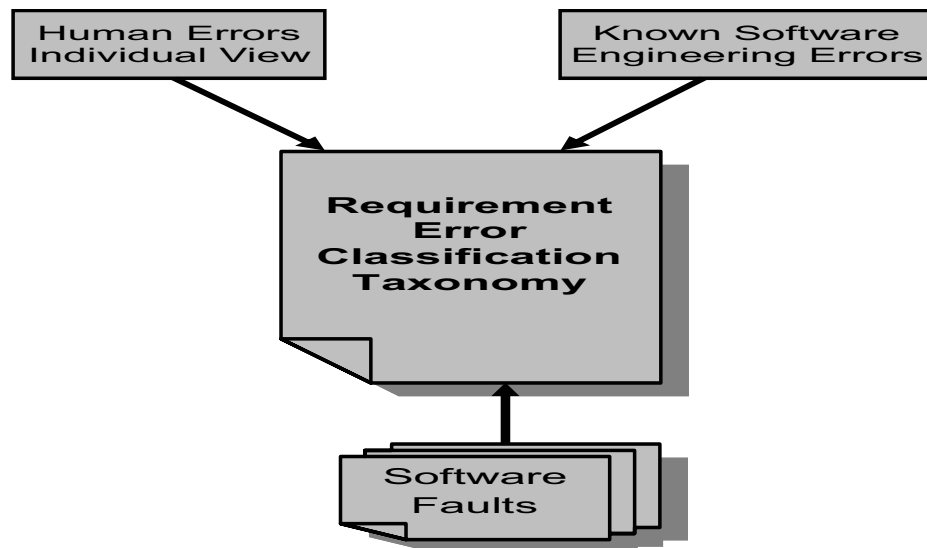 Human Errors
Individual View
Known Software
Engineering Errors
Requirement
Error
Classification
Taxonomy
Software
Faults